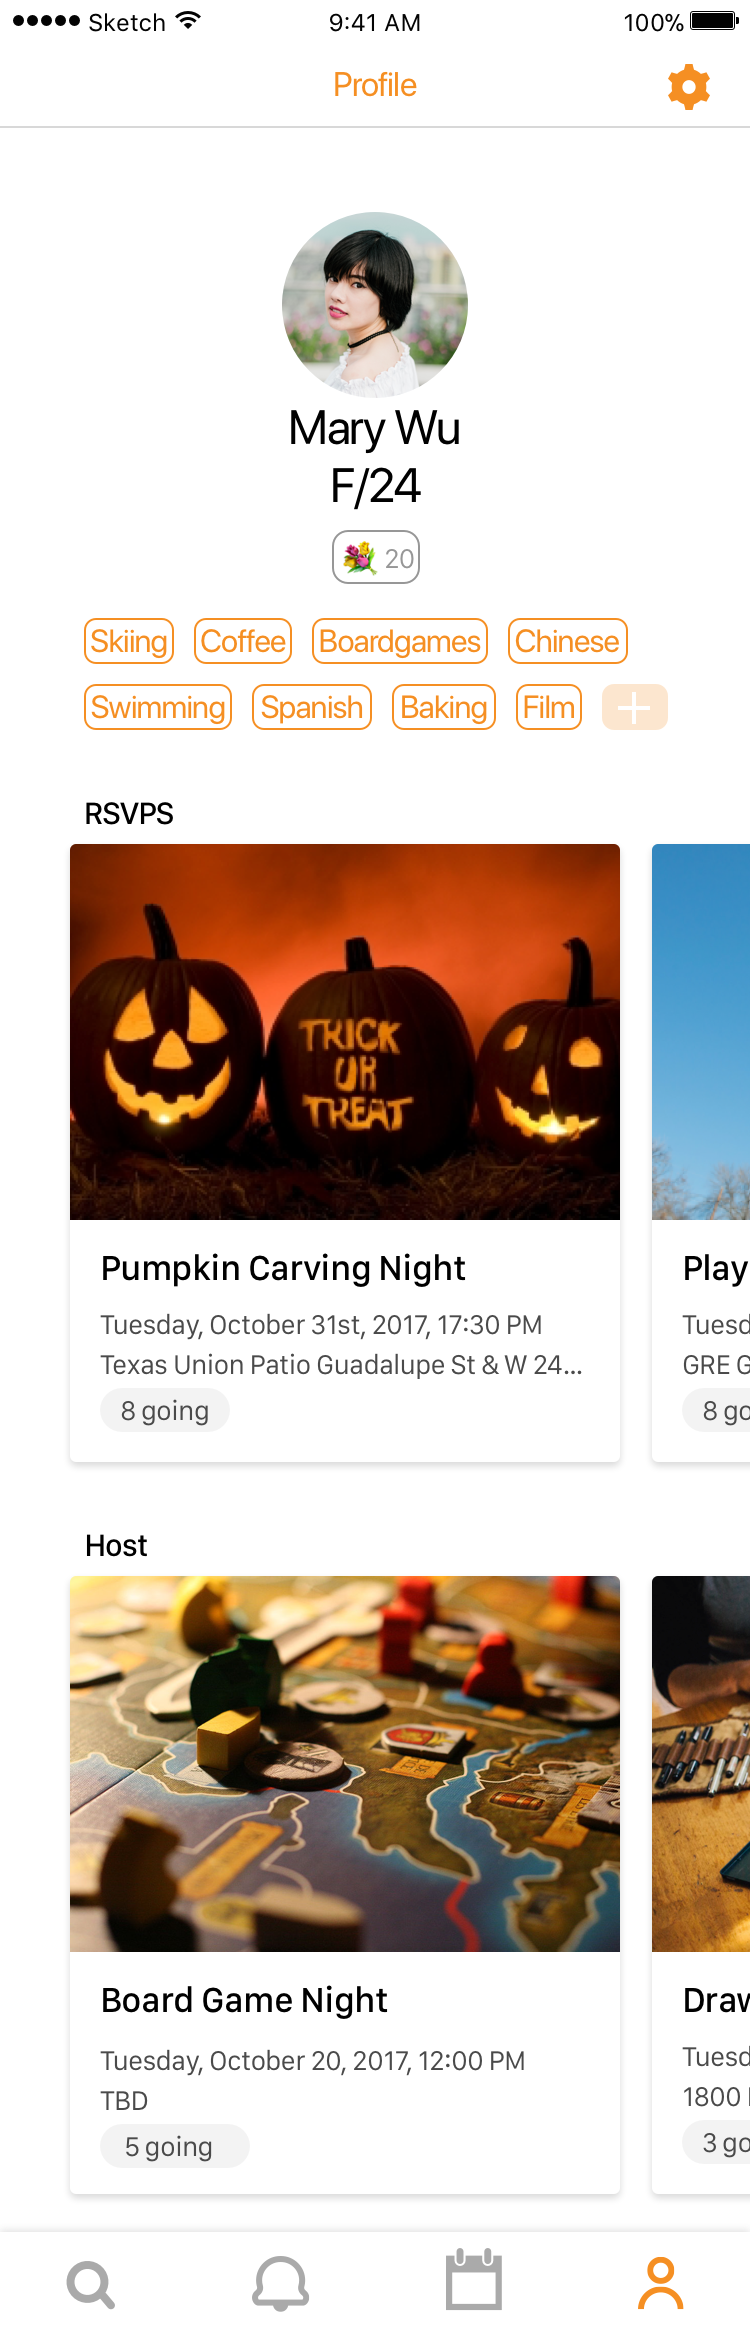 Sketch 9:41 AM 100%
Profile
Mary Wu
F/24
20
Skiing Coffee Boardgames Chinese
Swimming Spanish Baking Film
RSVPS
TRICK
OR
TREAT
Pumpkin Carving Night
Tuesday, October 31st, 2017, 17:30 PM
Texas Union Patio Guadalupe St & W 24...
8 going
Play
Tuesd
GRE G
8 go
Host
Board Game Night
Tuesday, October 20, 2017, 12:00 PM
TBD
5 going
Draw
Tuesd
1800
3 go